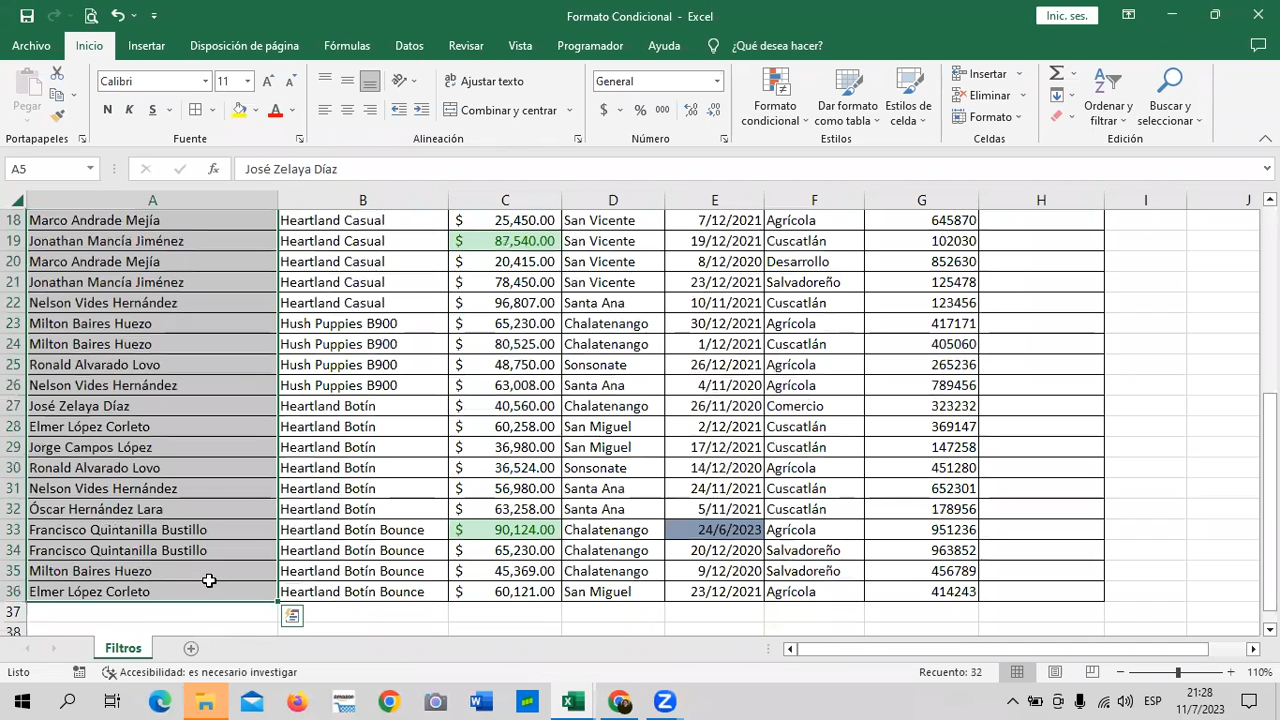 Formato Condicional - Excel
Inic. ses.
Archivo Inicio Insertar Disposición de página Fórmulas Datos Revisar Vista Programador Ayuda ¿Qué desea hacer?
Pegar
Portapapeles
Calibri 11
N K S
Fuente
Ajustar texto
Combinar y centrar
Alineación
General
$ % 000
Número
Formato condicional
Dar formato como tabla
Estilos de celda
Estilos
Insertar
Eliminar
Formato
Celdas
Ordenar y filtrar
Buscar y seleccionar
Edición
A5 fx José Zelaya Díaz
A B C D E F G H I J
18 Marco Andrade Mejía Heartland Casual $ 25,450.00 San Vicente 7/12/2021 Agrícola 645870
19 Jonathan Mancía Jiménez Heartland Casual $ 87,540.00 San Vicente 19/12/2021 Cuscatlán 102030
20 Marco Andrade Mejía Heartland Casual $ 20,415.00 San Vicente 8/12/2020 Desarrollo 852630
21 Jonathan Mancía Jiménez Heartland Casual $ 78,450.00 San Vicente 23/12/2021 Salvadoreño 125478
22 Nelson Vides Hernández Heartland Casual $ 96,807.00 Santa Ana 10/11/2021 Cuscatlán 123456
23 Milton Baires Huezo Hush Puppies B900 $ 65,230.00 Chalatenango 30/12/2021 Agrícola 417171
24 Milton Baires Huezo Hush Puppies B900 $ 80,525.00 Chalatenango 1/12/2021 Cuscatlán 405060
25 Ronald Alvarado Lovo Hush Puppies B900 $ 48,750.00 Sonsonate 26/12/2021 Agrícola 265236
26 Nelson Vides Hernández Hush Puppies B900 $ 63,008.00 Santa Ana 4/11/2020 Agrícola 789456
27 José Zelaya Díaz Heartland Botín $ 40,560.00 Chalatenango 26/11/2020 Comercio 323232
28 Elmer López Corleto Heartland Botín $ 60,258.00 San Miguel 2/12/2021 Cuscatlán 369147
29 Jorge Campos López Heartland Botín $ 36,980.00 San Miguel 17/12/2021 Cuscatlán 147258
30 Ronald Alvarado Lovo Heartland Botín $ 36,524.00 Sonsonate 14/12/2020 Agrícola 451280
31 Nelson Vides Hernández Heartland Botín $ 56,980.00 Santa Ana 24/11/2021 Cuscatlán 652301
32 Óscar Hernández Lara Heartland Botín $ 63,258.00 Santa Ana 5/11/2021 Cuscatlán 178956
33 Francisco Quintanilla Bustillo Heartland Botín Bounce $ 90,124.00 Chalatenango 24/6/2023 Agrícola 951236
34 Francisco Quintanilla Bustillo Heartland Botín Bounce $ 65,230.00 Chalatenango 20/12/2020 Salvadoreño 963852
35 Milton Baires Huezo Heartland Botín Bounce $ 45,369.00 Chalatenango 9/12/2020 Salvadoreño 456789
36 Elmer López Corleto Heartland Botín Bounce $ 60,121.00 San Miguel 23/12/2021 Agrícola 414243
37
38
Filtros
Listo Accesibilidad: es necesario investigar Recuento: 32 110%
ESP
21:28
11/7/2023